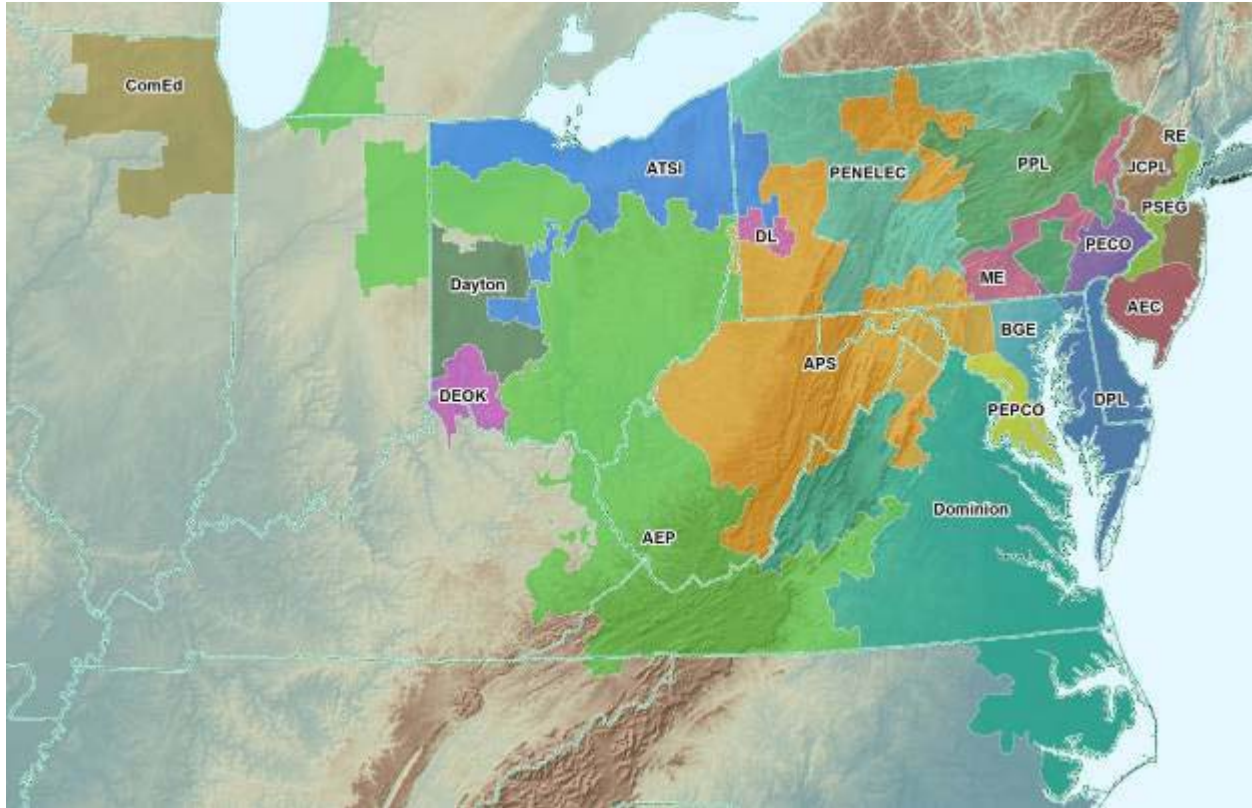 ComEd
RE
ATSI
PPL
JCPL
PENELEC
PSEG
DL
PECO
ME
Dayton
AEC
BGE
APS
DEOK
DPL
PEPCO
Dominion
AEP